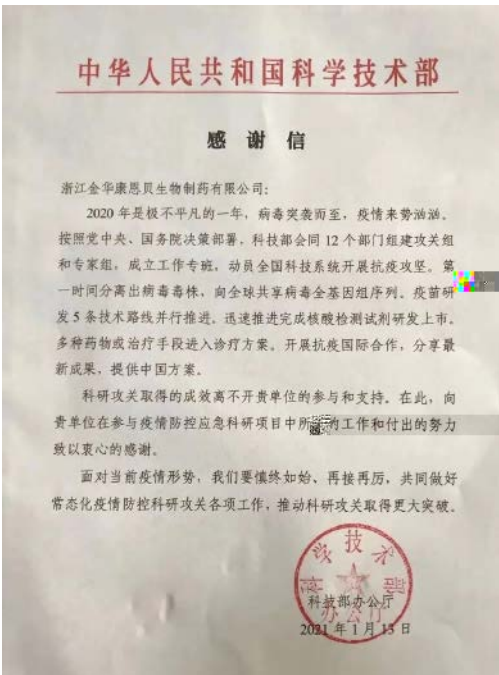 中华人民共和国科学技术部
感谢信
浙江金华康恩贝生物制药有限公司:
2020年是极不平凡的一年,病毒突袭而至,疫情来势汹汹。
按照党中央、国务院决策部署,科技部会同12个部门组建攻关组
和专家组,成立工作专班,动员全国科技系统开展抗疫攻坚。第
一时间分离出病毒毒株,向全球共享病毒全基因组序列。疫苗研
发5条技术路线并行推进。迅速推进完成核酸检测试剂研发上市。
多种药物或治疗手段进入诊疗方案。开展抗疫国际合作,分享最
新成果,提供中国方案。
科研攻关取得的成效离不开贵单位的参与和支持。在此,向
贵单位在参与疫情防控应急科研项目中所的工作和付出的努力
致以衷心的感谢。
面对当前疫情形势,我们要慎终如始、再接再厉,共同做好
常态化疫情防控科研攻关各项工作,推动科研攻关取得更大突破。
科学技术部
科技部办公厅
办公厅
2021年1月13日